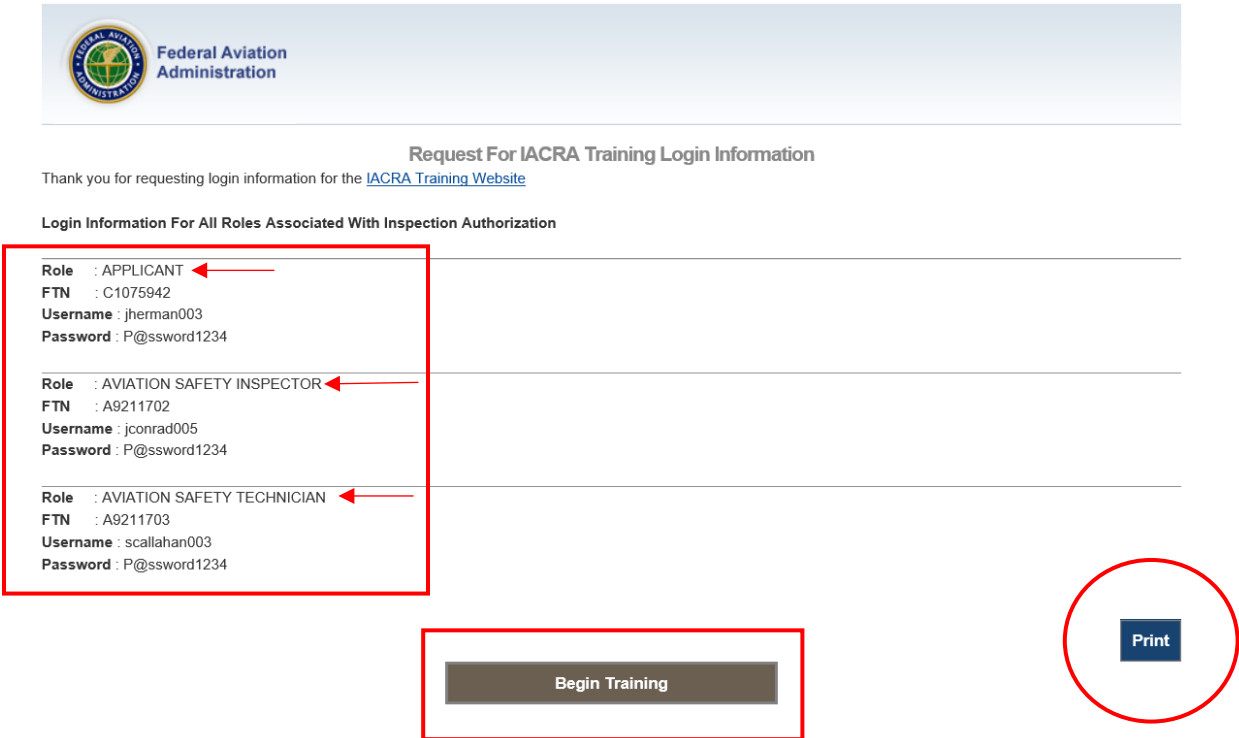 FEDERAL AVIATION ADMINISTRATION
Federal Aviation
Administration
Request For IACRA Training Login Information
Thank you for requesting login information for the IACRA Training Website
Login Information For All Roles Associated With Inspection Authorization
Role : APPLICANT
FTN : C1075942
Username : jherman003
Password : P@ssword1234
Role : AVIATION SAFETY INSPECTOR
FTN : A9211702
Username : jconrad005
Password : P@ssword1234
Role : AVIATION SAFETY TECHNICIAN
FTN : A9211703
Username : scallahan003
Password : P@ssword1234
Print
Begin Training